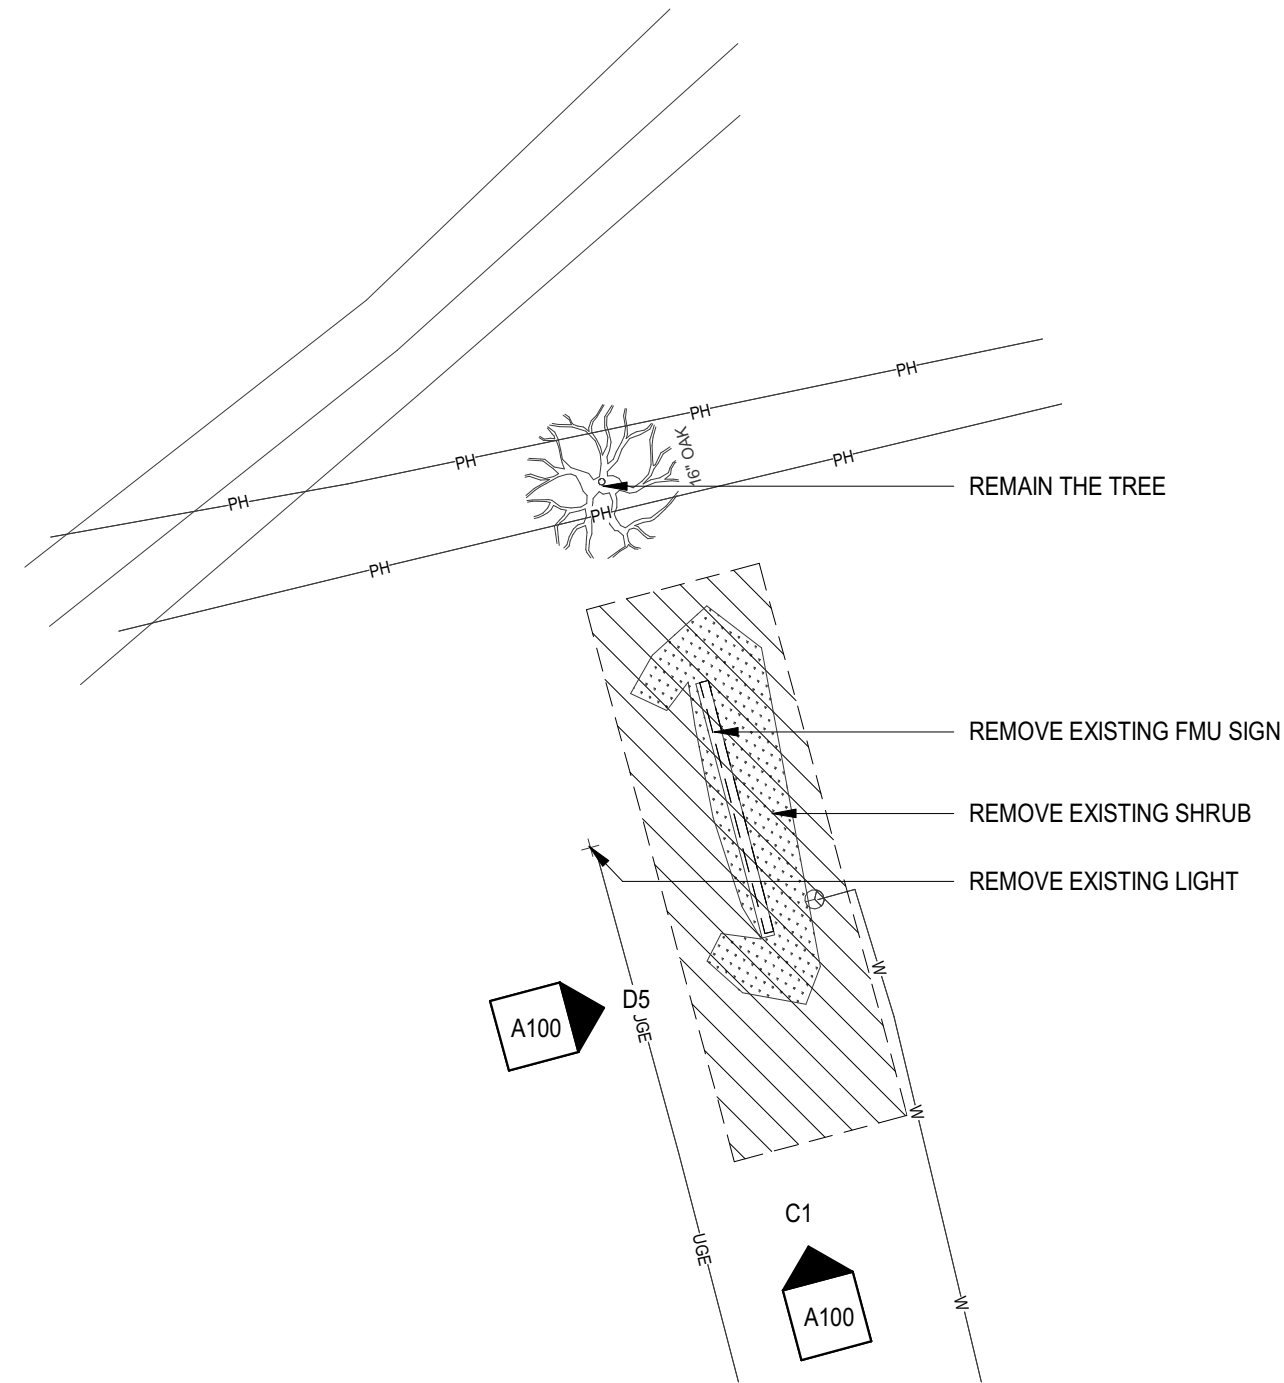 PH
PH
16" OAK
PH
PH
REMAIN THE TREE
PH
PH
PH
REMOVE EXISTING FMU SIGN
REMOVE EXISTING SHRUB
REMOVE EXISTING LIGHT
W
D5
A100
UGE
W
C1
UGE
W
A100